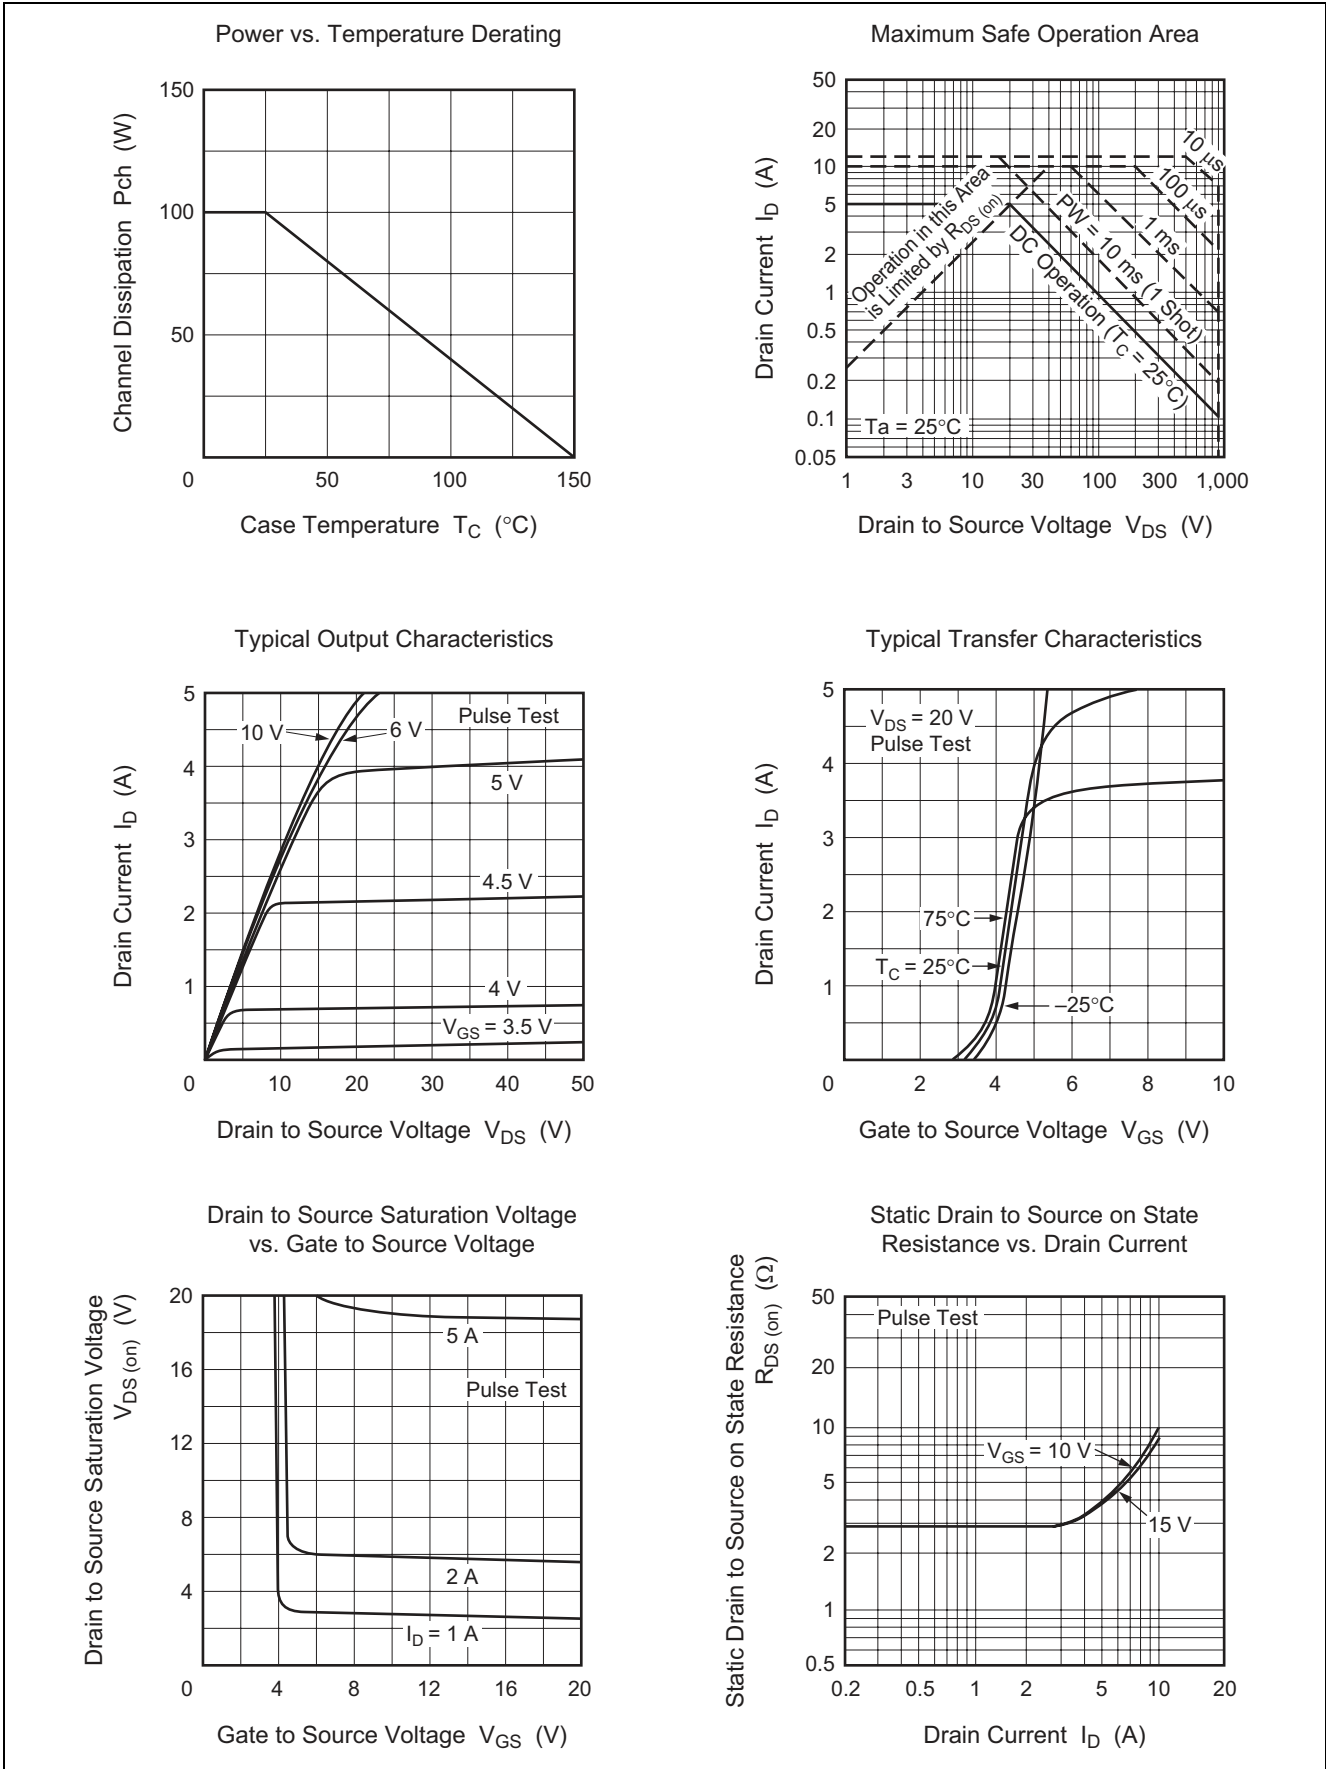 Power vs. Temperature Derating
Channel Dissipation Pch (W)
150
100
50
0
50
100
150
Case Temperature TC (°C)
Maximum Safe Operation Area
Drain Current ID (A)
50
20
10
5
2
1
0.5
0.2
0.1
0.05
10 μs
100 μs
1 ms
PW = 10 ms (1 Shot)
DC Operation (TC = 25°C)
Operation in this Area
is Limited by RDS (on)
Ta = 25°C
1
3
10
30
100
300
1,000
Drain to Source Voltage VDS (V)
Typical Output Characteristics
Drain Current ID (A)
5
4
3
2
1
Pulse Test
10 V
6 V
5 V
4.5 V
4 V
VGS = 3.5 V
0
10
20
30
40
50
Drain to Source Voltage VDS (V)
Typical Transfer Characteristics
Drain Current ID (A)
5
4
3
2
1
VDS = 20 V
Pulse Test
75°C
TC = 25°C
–25°C
0
2
4
6
8
10
Gate to Source Voltage VGS (V)
Drain to Source Saturation Voltage
vs. Gate to Source Voltage
Drain to Source Saturation Voltage
VDS (on) (V)
20
16
12
8
4
5 A
Pulse Test
2 A
ID = 1 A
0
4
8
12
16
20
Gate to Source Voltage VGS (V)
Static Drain to Source on State
Resistance vs. Drain Current
Static Drain to Source on State Resistance
RDS (on) (Ω)
50
20
10
5
2
1
0.5
Pulse Test
VGS = 10 V
15 V
0.2
0.5
1
2
5
10
20
Drain Current ID (A)